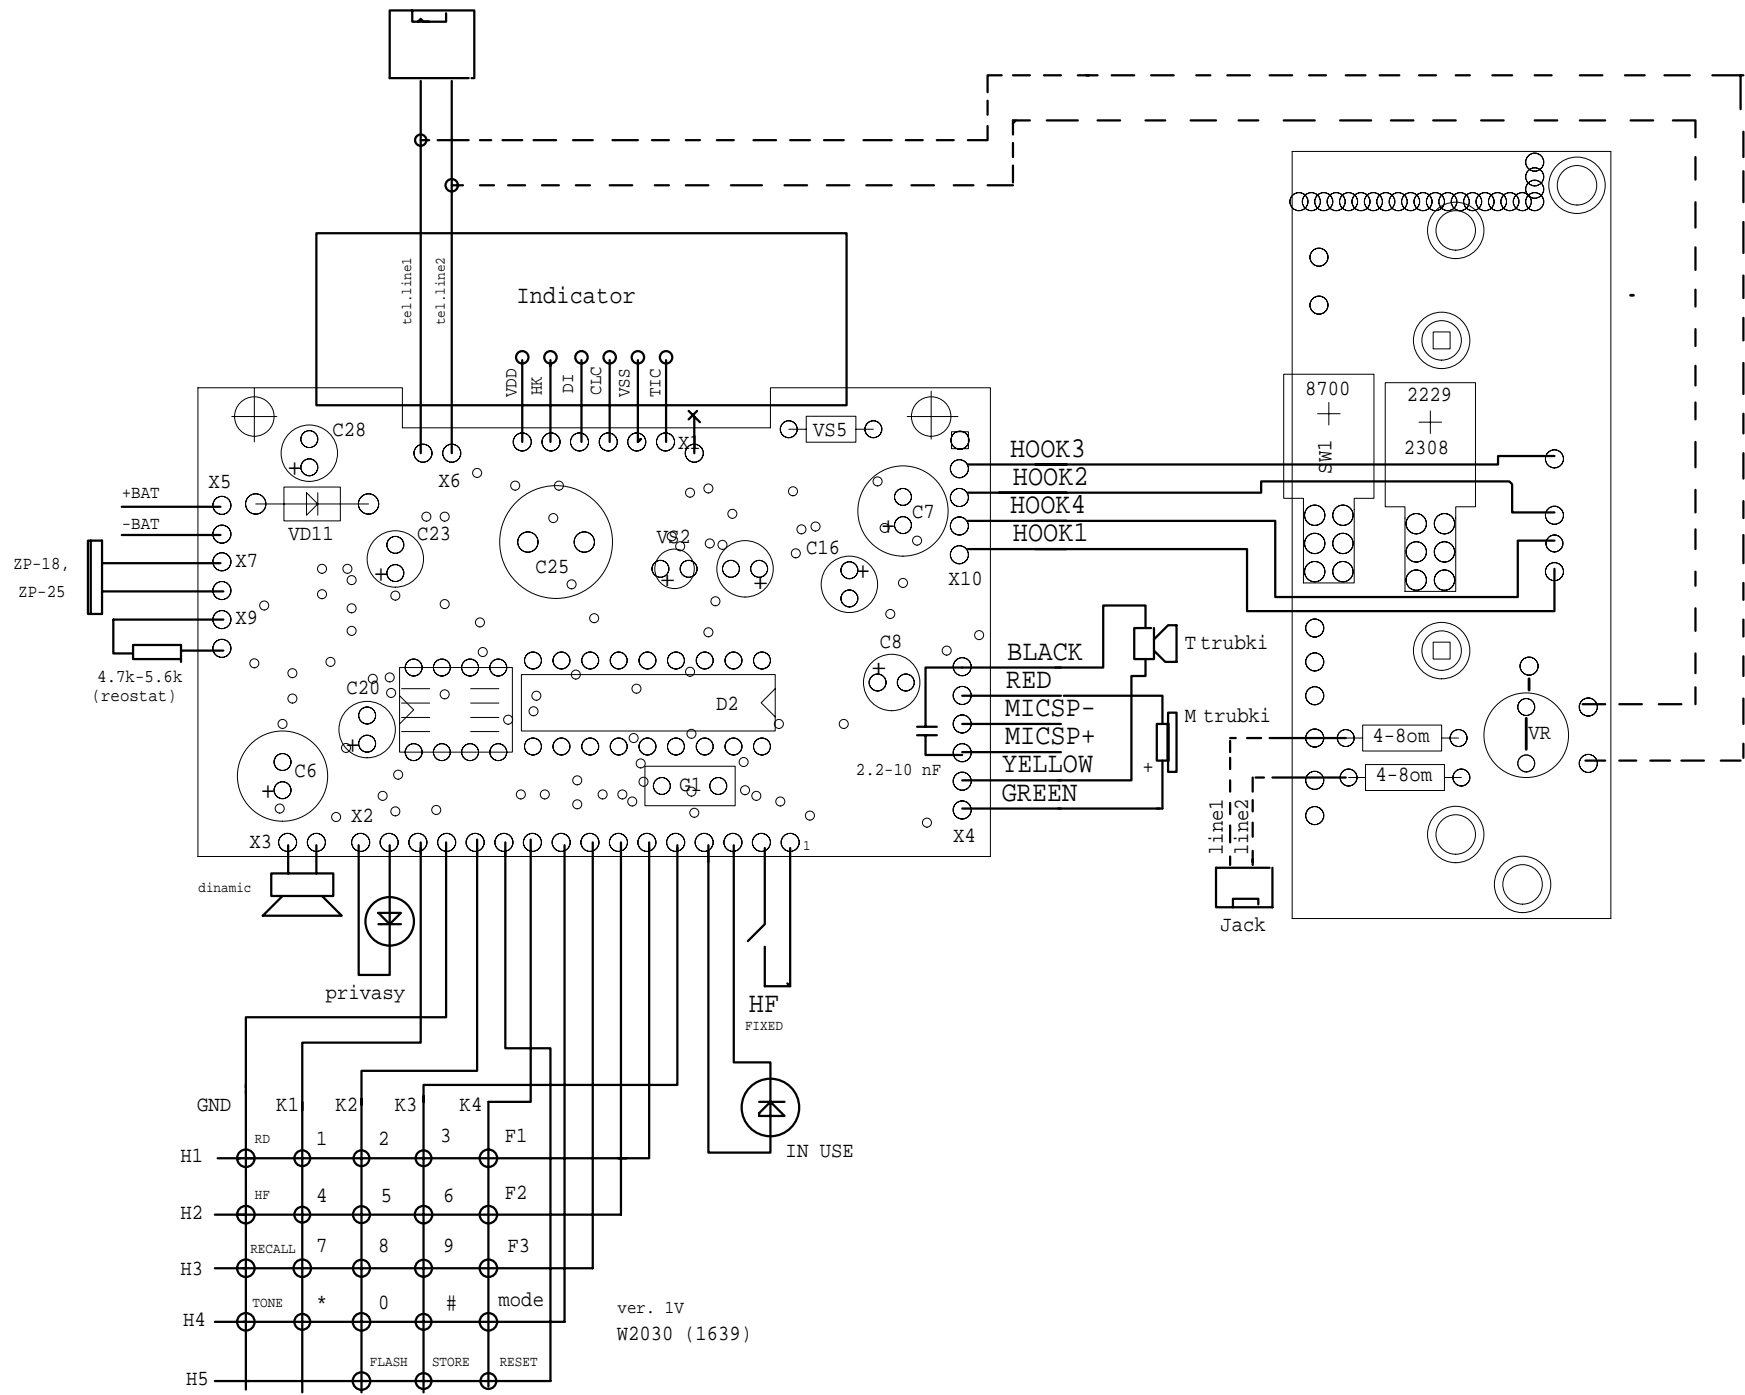 tel.line1
tel.line2
Indicator
VDD
HK
DI
CLC
VSS
TIC
X1
VS5
C28
X5
X6
+BAT
-BAT
VD11
C23
C25
VS2
C16
C7
X10
ZP-18,
ZP-25
X7
X9
4.7k-5.6k
(reostat)
HOOK3
HOOK2
HOOK4
HOOK1
8700
SW1
2229
2308
C20
D2
C8
C6
G1
2.2-10 nF
BLACK
RED
MICSP-
MICSP+
YELLOW
GREEN
X4
T trubki
M trubki
+
VR
4-8om
4-8om
line1
line2
Jack
X3
X2
1
dinamic
privasy
HF
FIXED
IN USE
GND K1 K2 K3 K4
RD 1 2 3 F1
H1
HF 4 5 6 F2
H2
RECALL 7 8 9 F3
H3
TONE * 0 # mode
H4
FLASH STORE RESET
H5
ver. 1V
W2030 (1639)